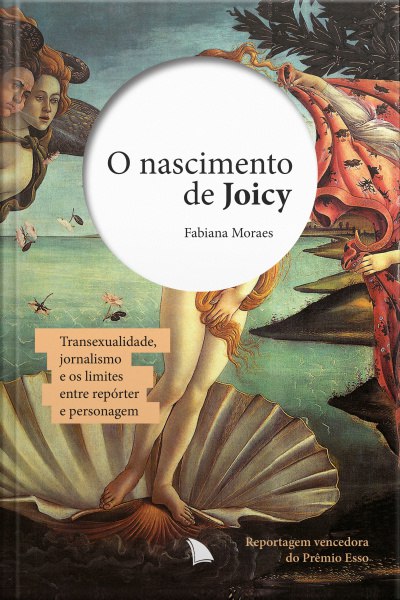 O nascimento
de Joicy
Fabiana Moraes
Transexualidade,
jornalismo
e os limites
entre repórter
e personagem
Reportagem vencedora
do Prêmio Esso